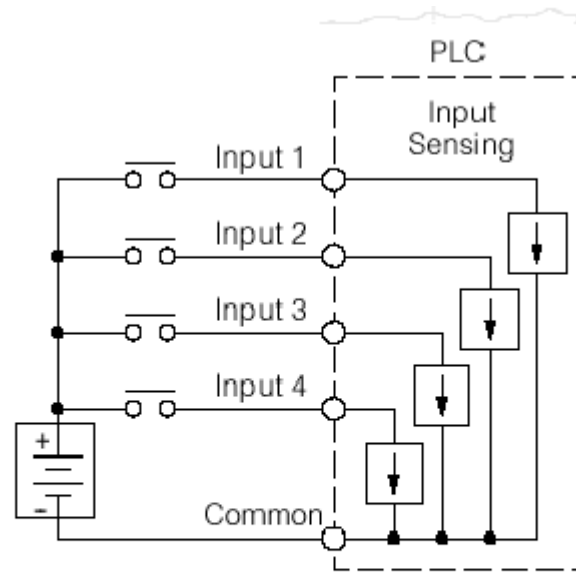 PLC
Input
Sensing
Input 1
Input 2
Input 3
Input 4
+
-
Common